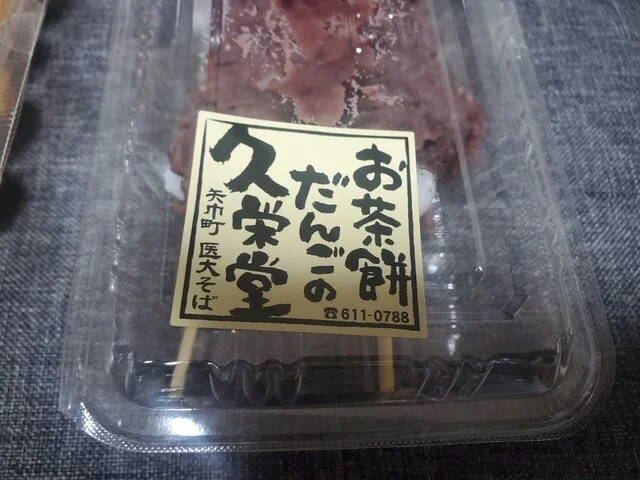 お茶餅
だんごの
久栄堂
矢巾町 医大そば
☎611-0788